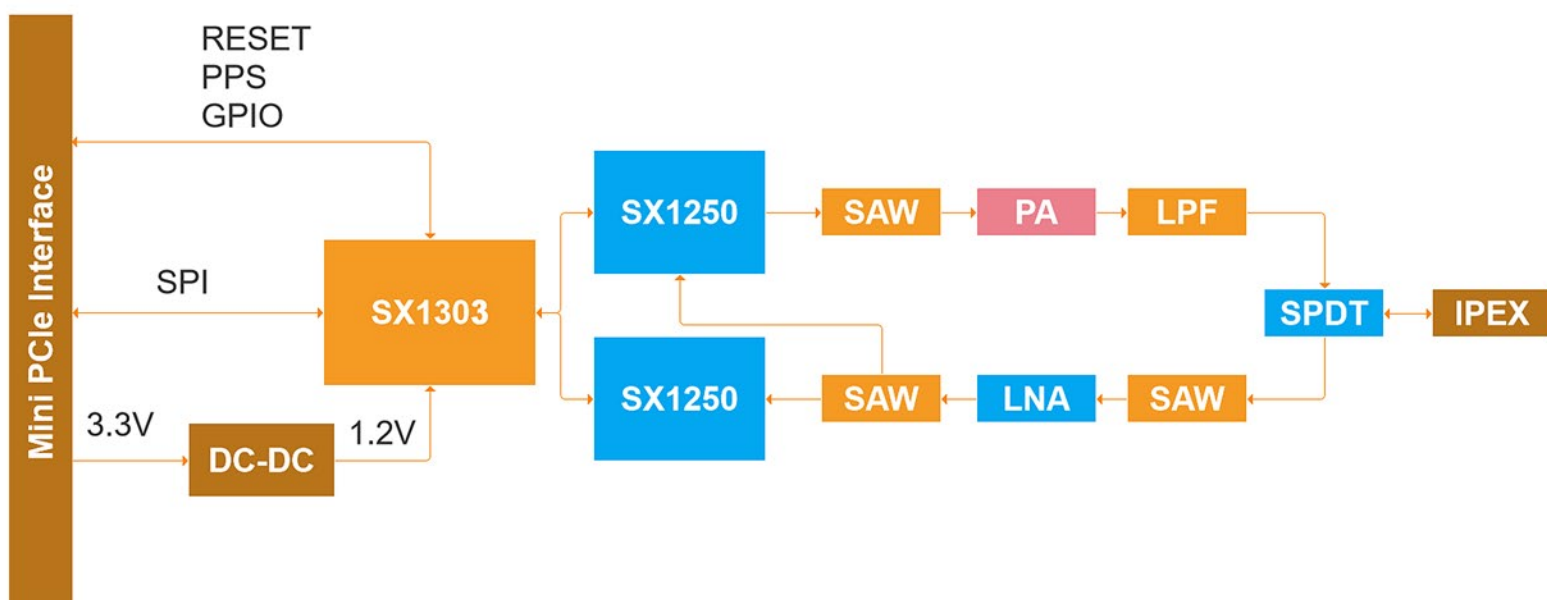 RESET
PPS
GPIO
Mini PCIe Interface
SPI
SX1303
3.3V
DC-DC
1.2V
SX1250
SAW
PA
LPF
SPDT
IPEX
SX1250
SAW
LNA
SAW